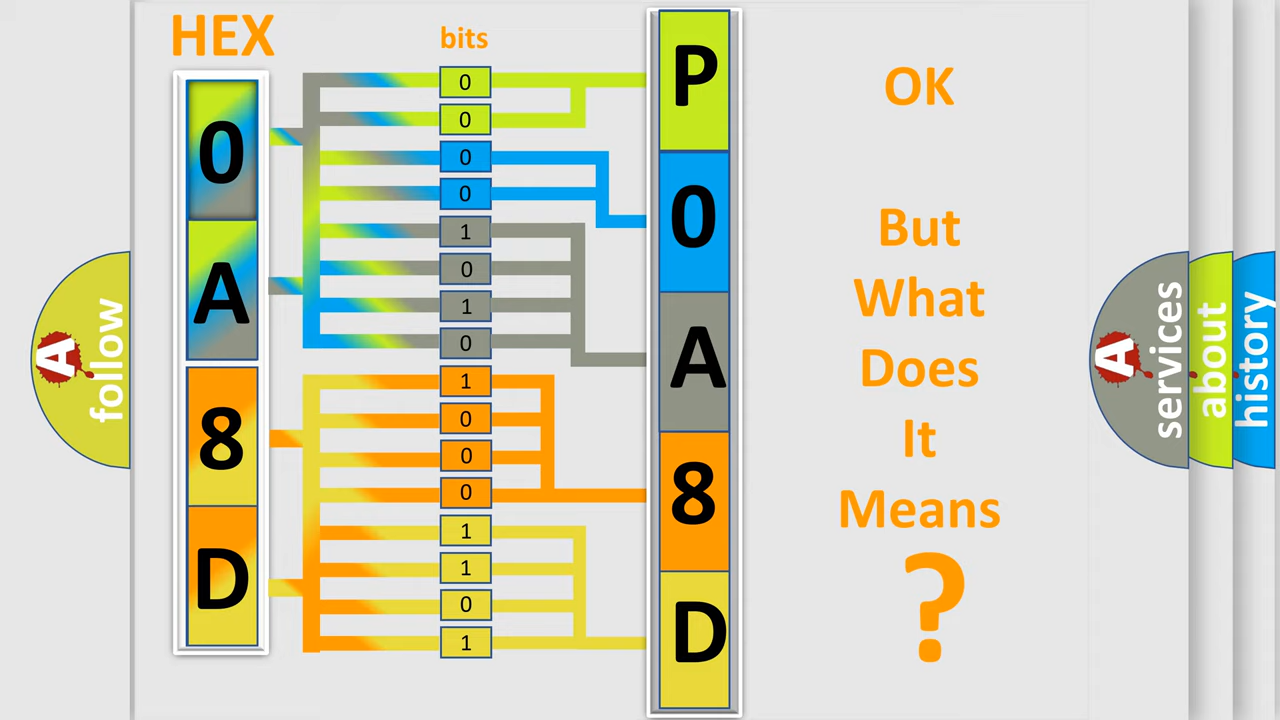 HEX
bits
0
A
8
D
0
0
0
0
1
0
1
0
1
0
0
0
1
1
0
1
P
0
A
8
D
OK
But
What
Does
It
Means
?
A
follow
A
services
about
history